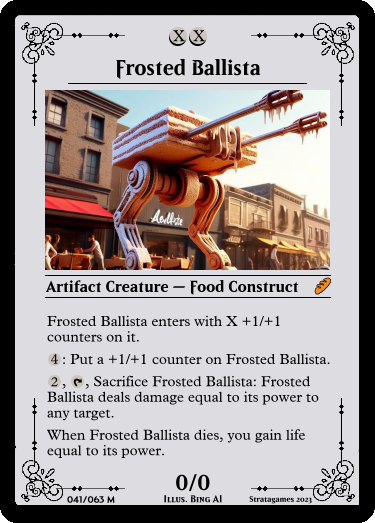 X X
Frosted Ballista
Artifact Creature — Food Construct
Frosted Ballista enters with X +1/+1
counters on it.
4: Put a +1/+1 counter on Frosted Ballista.
2, , Sacrifice Frosted Ballista: Frosted
Ballista deals damage equal to its power to
any target.
When Frosted Ballista dies, you gain life
equal to its power.
0/0
041/063 M
Illus. Bing AI
Stratagames 2023